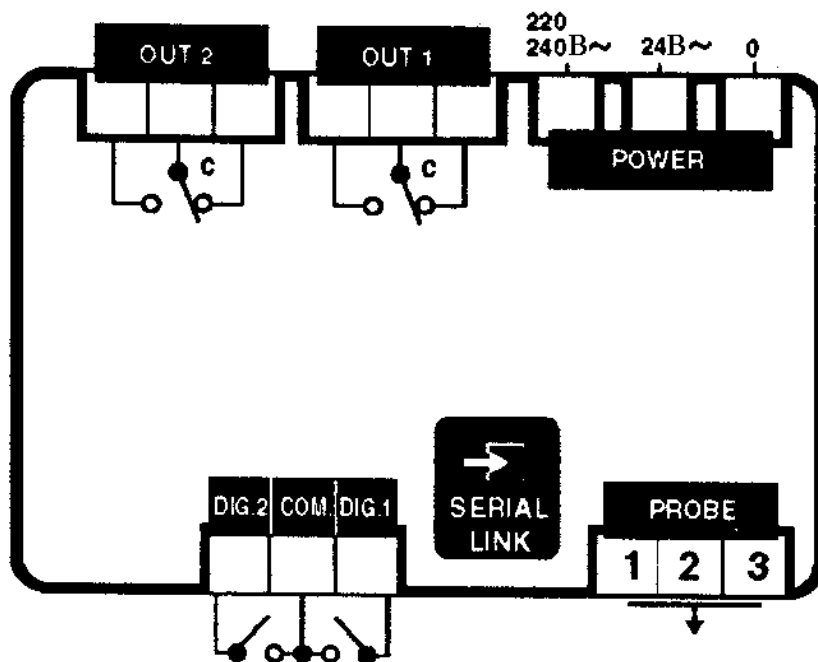 220
OUT 2 OUT 1 240В~ 24В~ 0
POWER
C C
DIG.2 COM. DIG.1 SERIAL LINK PROBE
1 2 3